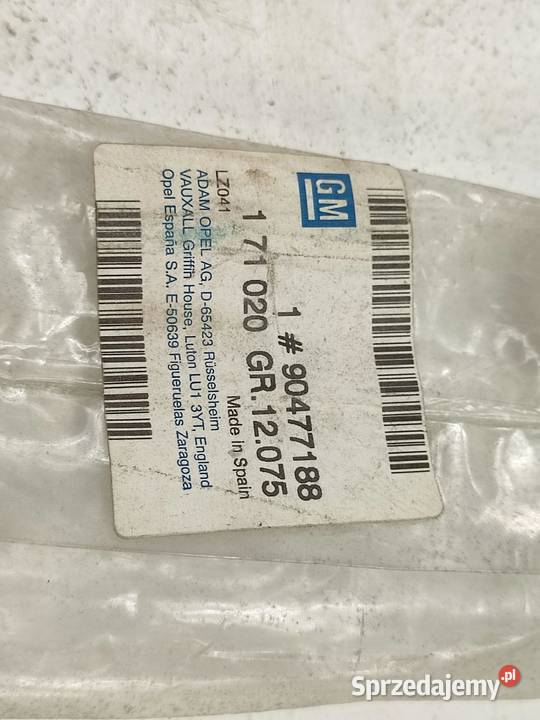 GM
1 # 90477188
1 71 020 GR.12.075
Made in Spain
LZ041
ADAM OPEL AG, D-65423 Rüsselsheim
VAUXALL, Griffin House, Luton LU1 3YT, England
Opel España S.A. E-50639 Figueruelas Zaragoza
Sprzedajemy.pl